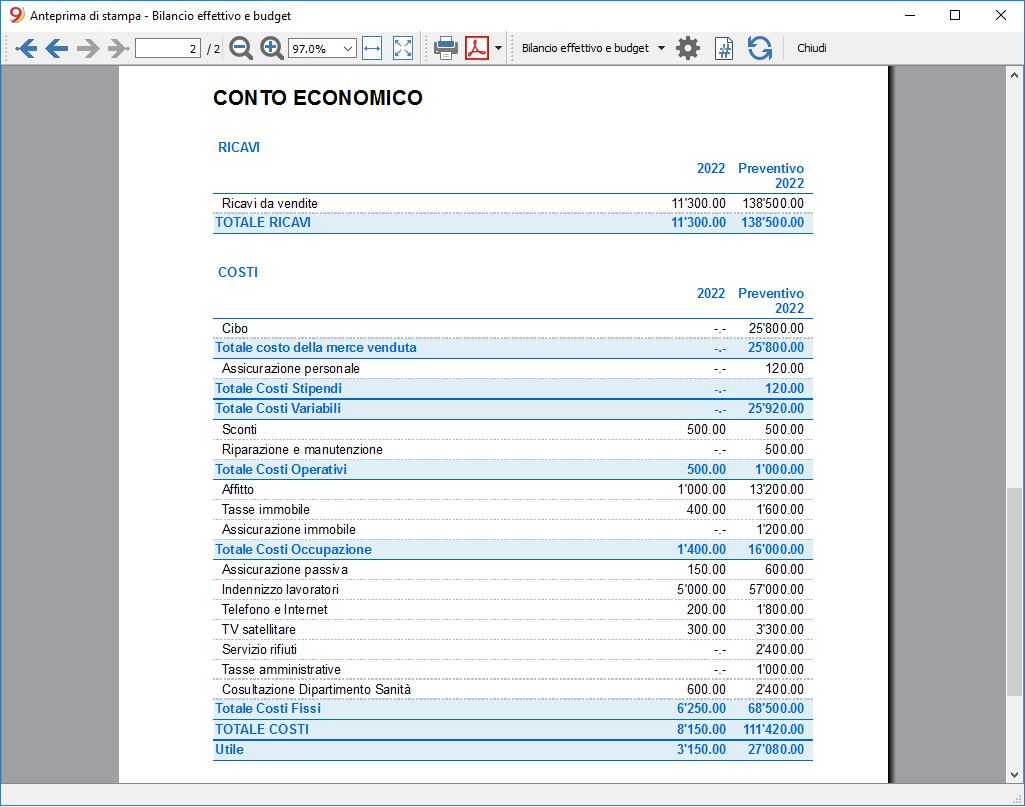 Anteprima di stampa - Bilancio effettivo e budget
2 / 2 97.0% Bilancio effettivo e budget Chiudi
CONTO ECONOMICO
RICAVI
2022 Preventivo
2022
Ricavi da vendite 11'300.00 138'500.00
TOTALE RICAVI 11'300.00 138'500.00
COSTI
2022 Preventivo
2022
Cibo -.- 25'800.00
Totale costo della merce venduta -.- 25'800.00
Assicurazione personale -.- 120.00
Totale Costi Stipendi -.- 120.00
Totale Costi Variabili -.- 25'920.00
Sconti 500.00 500.00
Riparazione e manutenzione -.- 500.00
Totale Costi Operativi 500.00 1'000.00
Affitto 1'000.00 13'200.00
Tasse immobile 400.00 1'600.00
Assicurazione immobile -.- 1'200.00
Totale Costi Occupazione 1'400.00 16'000.00
Assicurazione passiva 150.00 600.00
Indennizzo lavoratori 5'000.00 57'000.00
Telefono e Internet 200.00 1'800.00
TV satellitare 300.00 3'300.00
Servizio rifiuti -.- 2'400.00
Tasse amministrative -.- 1'000.00
Cosultazione Dipartimento Sanità 600.00 2'400.00
Totale Costi Fissi 6'250.00 68'500.00
TOTALE COSTI 8'150.00 111'420.00
Utile 3'150.00 27'080.00